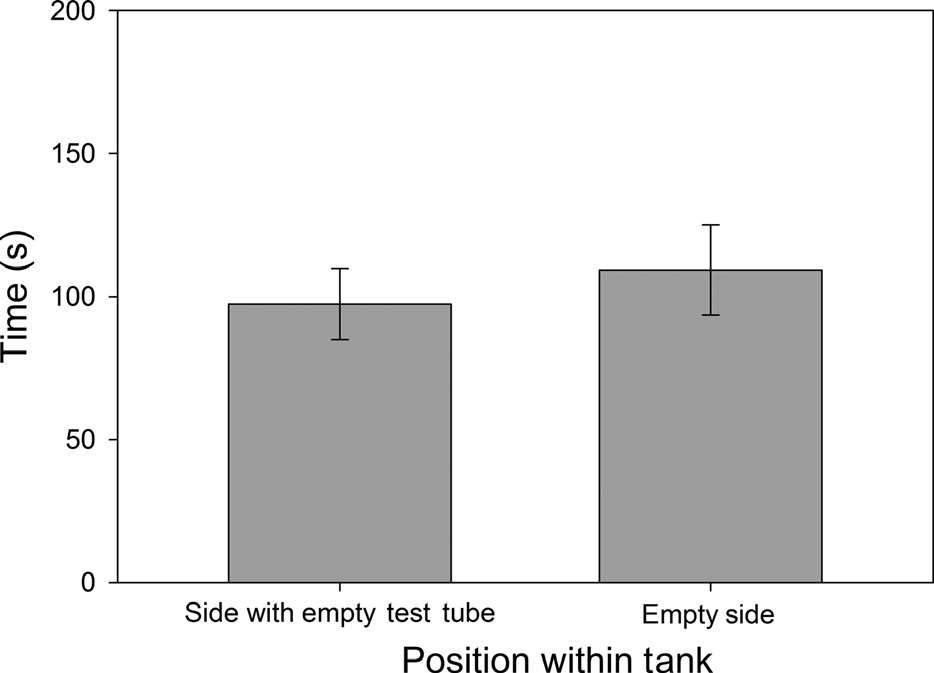 200
150
100
50
0
Time (s)
Side with empty test tube
Empty side
Position within tank